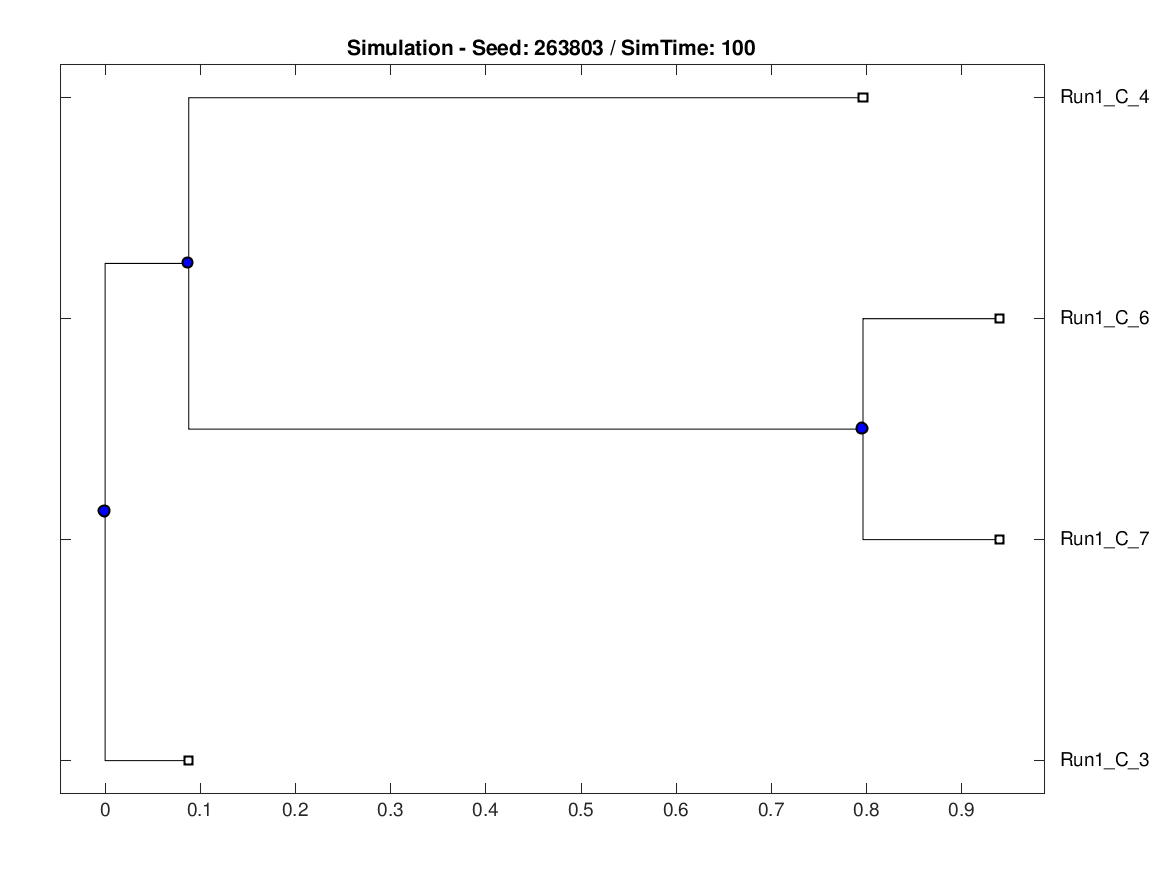 Simulation - Seed: 263803 / SimTime: 100
Run1_C_4
Run1_C_6
Run1_C_7
Run1_C_3
0 0.1 0.2 0.3 0.4 0.5 0.6 0.7 0.8 0.9